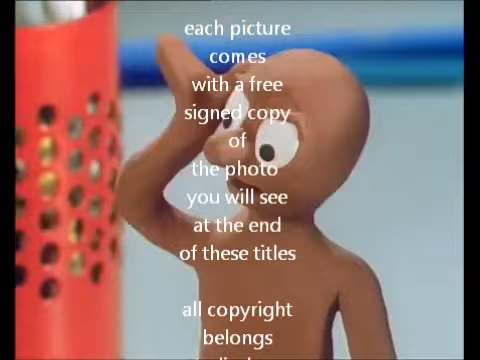 each picture
comes
with a free
signed copy
of
the photo
you will see
at the end
of these titles
all copyright
belongs